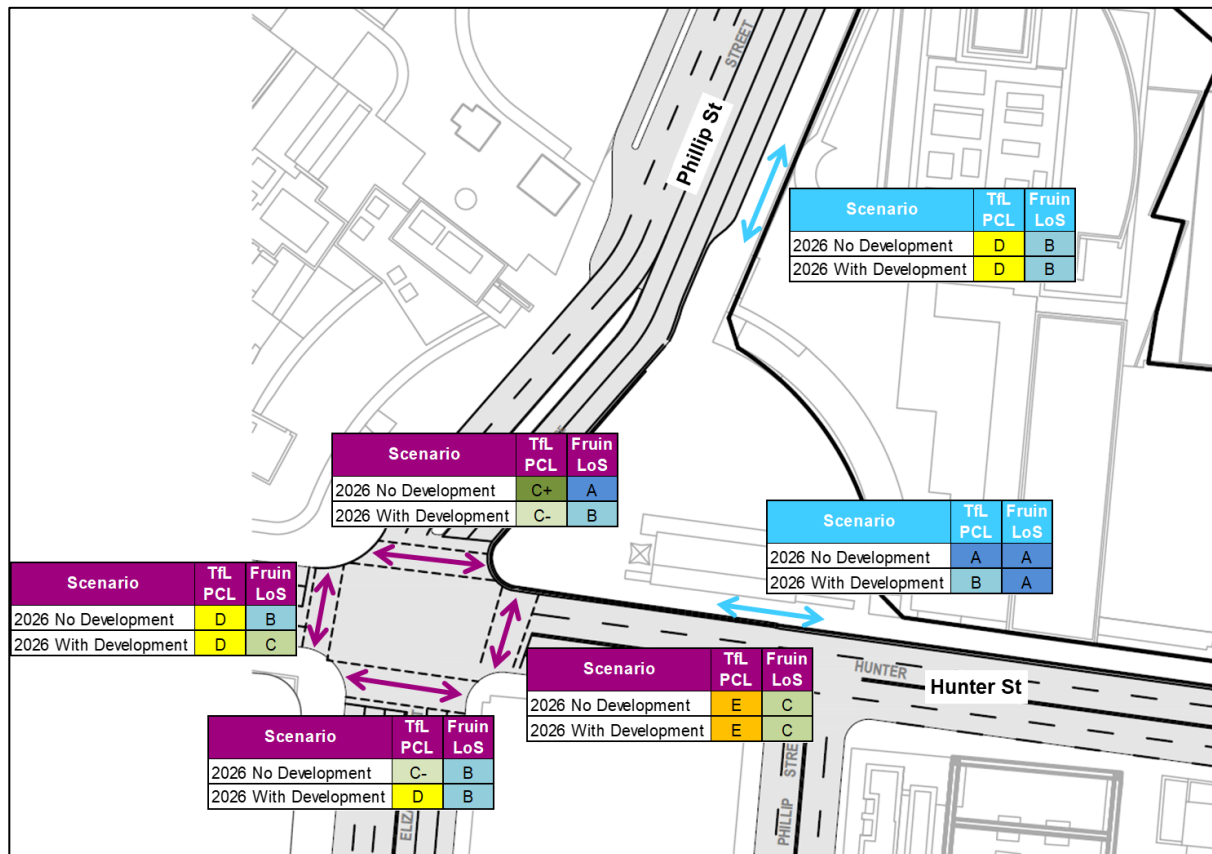 STREET
Phillip St
Scenario TfL PCL Fruin LoS
2026 No Development D B
2026 With Development D B
Scenario TfL PCL Fruin LoS
2026 No Development C+ A
2026 With Development C- B
Scenario TfL PCL Fruin LoS
2026 No Development A A
2026 With Development B A
Scenario TfL PCL Fruin LoS
2026 No Development D B
2026 With Development D C
Scenario TfL PCL Fruin LoS
2026 No Development E C
2026 With Development E C
HUNTER
Hunter St
Scenario TfL PCL Fruin LoS
2026 No Development C- B
2026 With Development D B
PHILLIP STRE
ELIZA